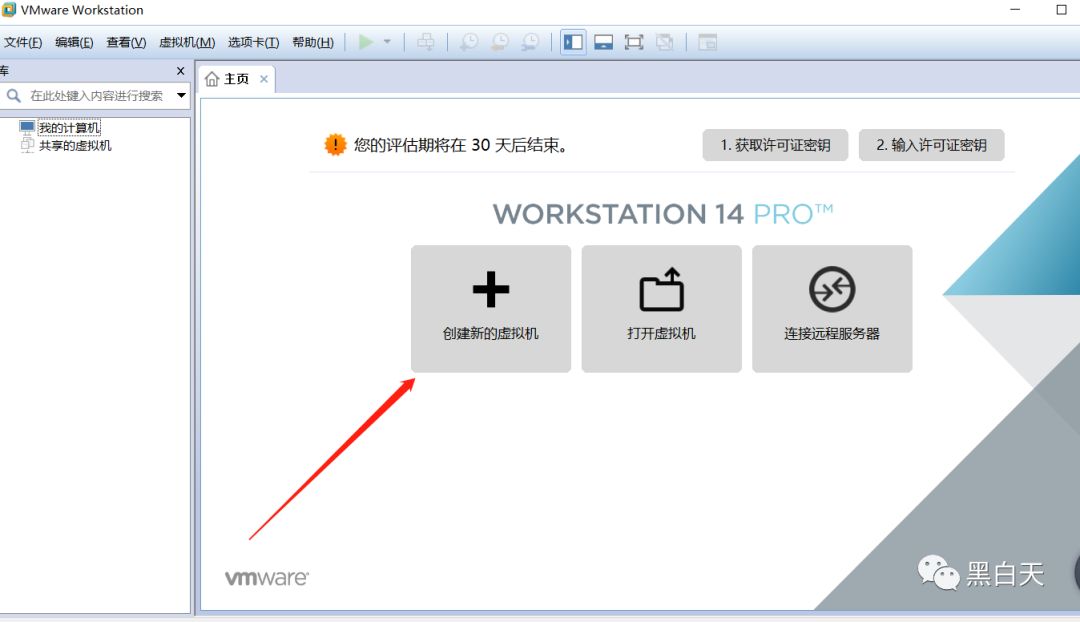 VMware Workstation
文件(F) 编辑(E) 查看(V) 虚拟机(M) 选项卡(T) 帮助(H)
库
在此处键入内容进行搜索
我的计算机
共享的虚拟机
主页
您的评估期将在 30 天后结束。
1. 获取许可证密钥
2. 输入许可证密钥
WORKSTATION 14 PRO™
创建新的虚拟机
打开虚拟机
连接远程服务器
vmware
黑白天